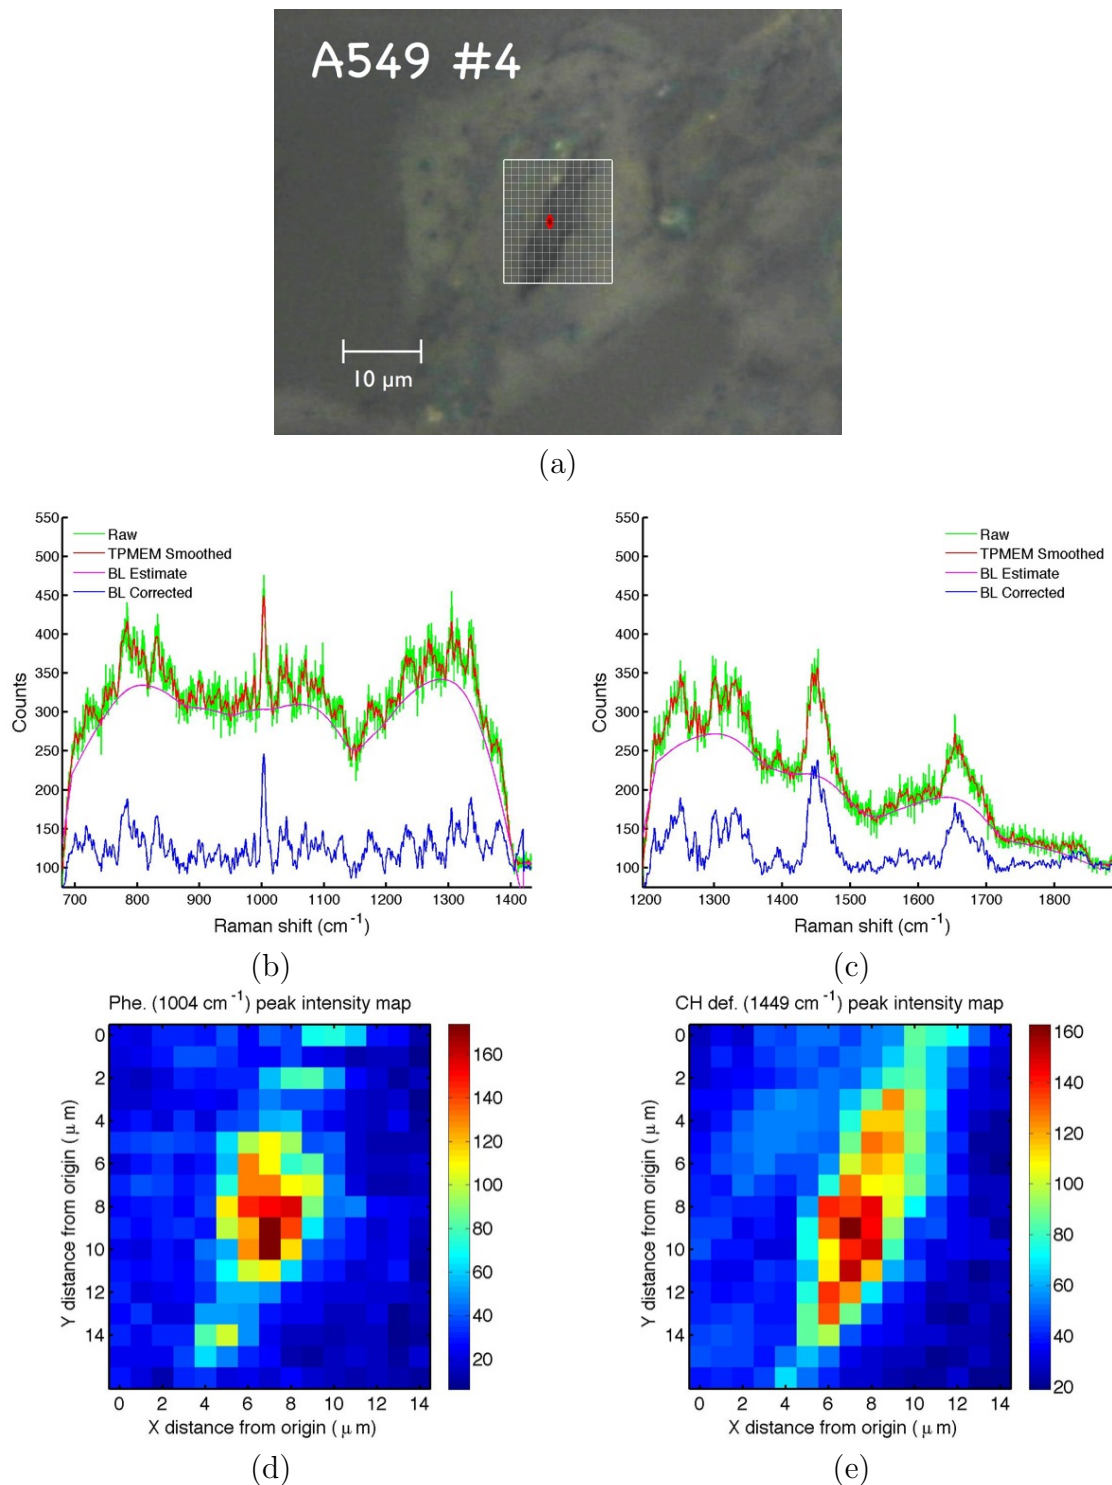 A549 #4
10 µm
(a)
550
500
450
400
350
300
250
200
150
100
Counts
Raw
TPMEM Smoothed
BL Estimate
BL Corrected
700 800 900 1000 1100 1200 1300 1400
Raman shift (cm⁻¹)
(b)
550
500
450
400
350
300
250
200
150
100
Counts
Raw
TPMEM Smoothed
BL Estimate
BL Corrected
1200 1300 1400 1500 1600 1700 1800
Raman shift (cm⁻¹)
(c)
Phe. (1004 cm⁻¹) peak intensity map
0
2
4
6
8
10
12
14
Y distance from origin ( µ m)
0 2 4 6 8 10 12 14
X distance from origin ( µ m)
160
140
120
100
80
60
40
20
(d)
CH def. (1449 cm⁻¹) peak intensity map
0
2
4
6
8
10
12
14
Y distance from origin ( µ m)
0 2 4 6 8 10 12 14
X distance from origin ( µ m)
160
140
120
100
80
60
40
20
(e)